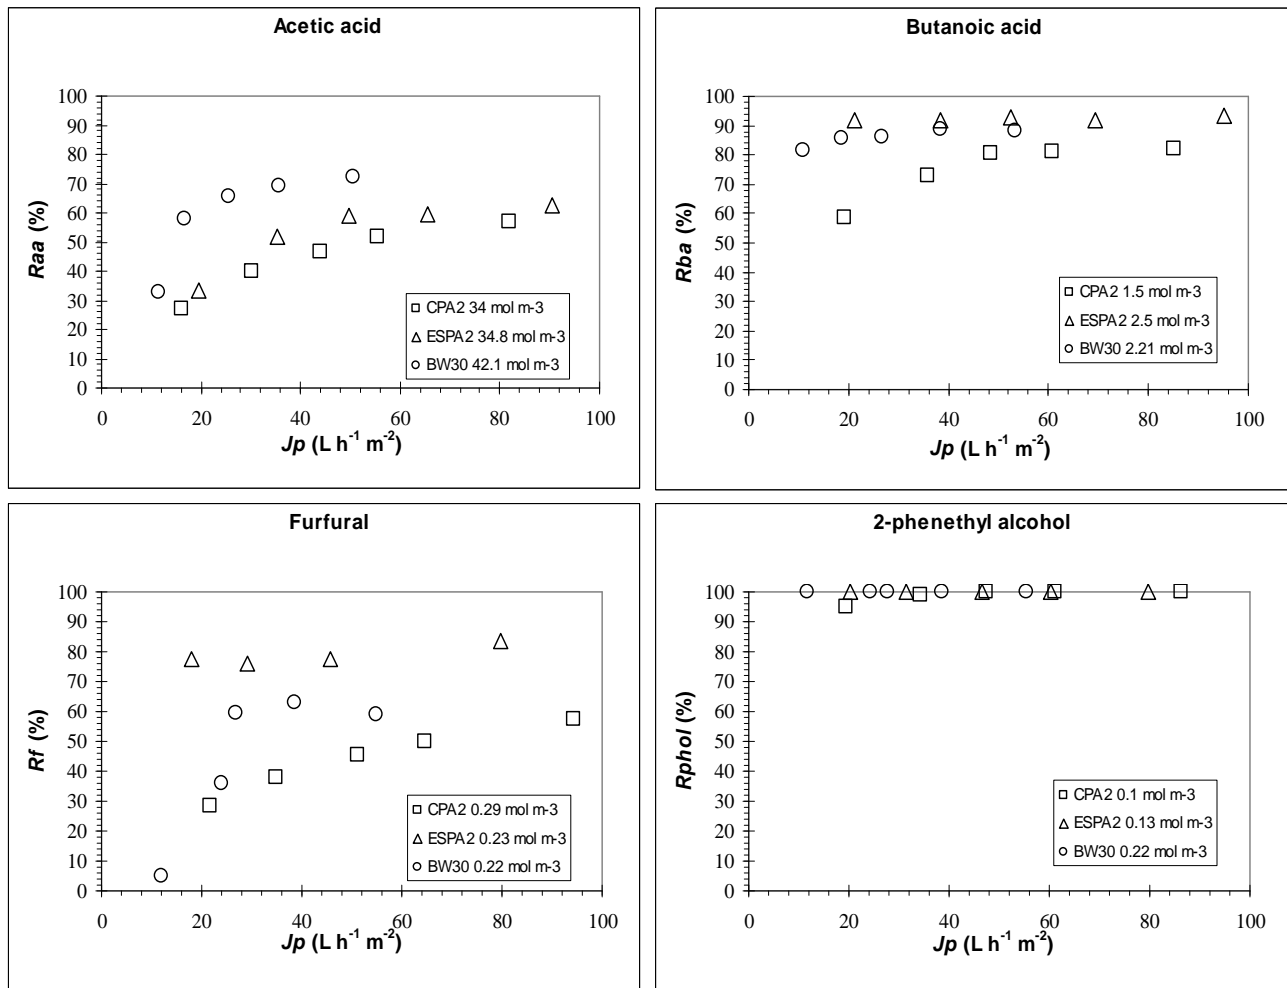 Acetic acid
100
90
80
70
60
50
40
30
20
10
0
Raa (%)
CPA2 34 mol m-3
ESPA2 34.8 mol m-3
BW30 42.1 mol m-3
0 20 40 60 80 100
Jp (L h-1 m-2)
Butanoic acid
100
90
80
70
60
50
40
30
20
10
0
Rba (%)
CPA2 1.5 mol m-3
ESPA2 2.5 mol m-3
BW30 2.21 mol m-3
0 20 40 60 80 100
Jp (L h-1 m-2)
Furfural
100
90
80
70
60
50
40
30
20
10
0
Rf (%)
CPA2 0.29 mol m-3
ESPA2 0.23 mol m-3
BW30 0.22 mol m-3
0 20 40 60 80 100
Jp (L h-1 m-2)
2-phenethyl alcohol
100
90
80
70
60
50
40
30
20
10
0
Rphol (%)
CPA2 0.1 mol m-3
ESPA2 0.13 mol m-3
BW30 0.22 mol m-3
0 20 40 60 80 100
Jp (L h-1 m-2)